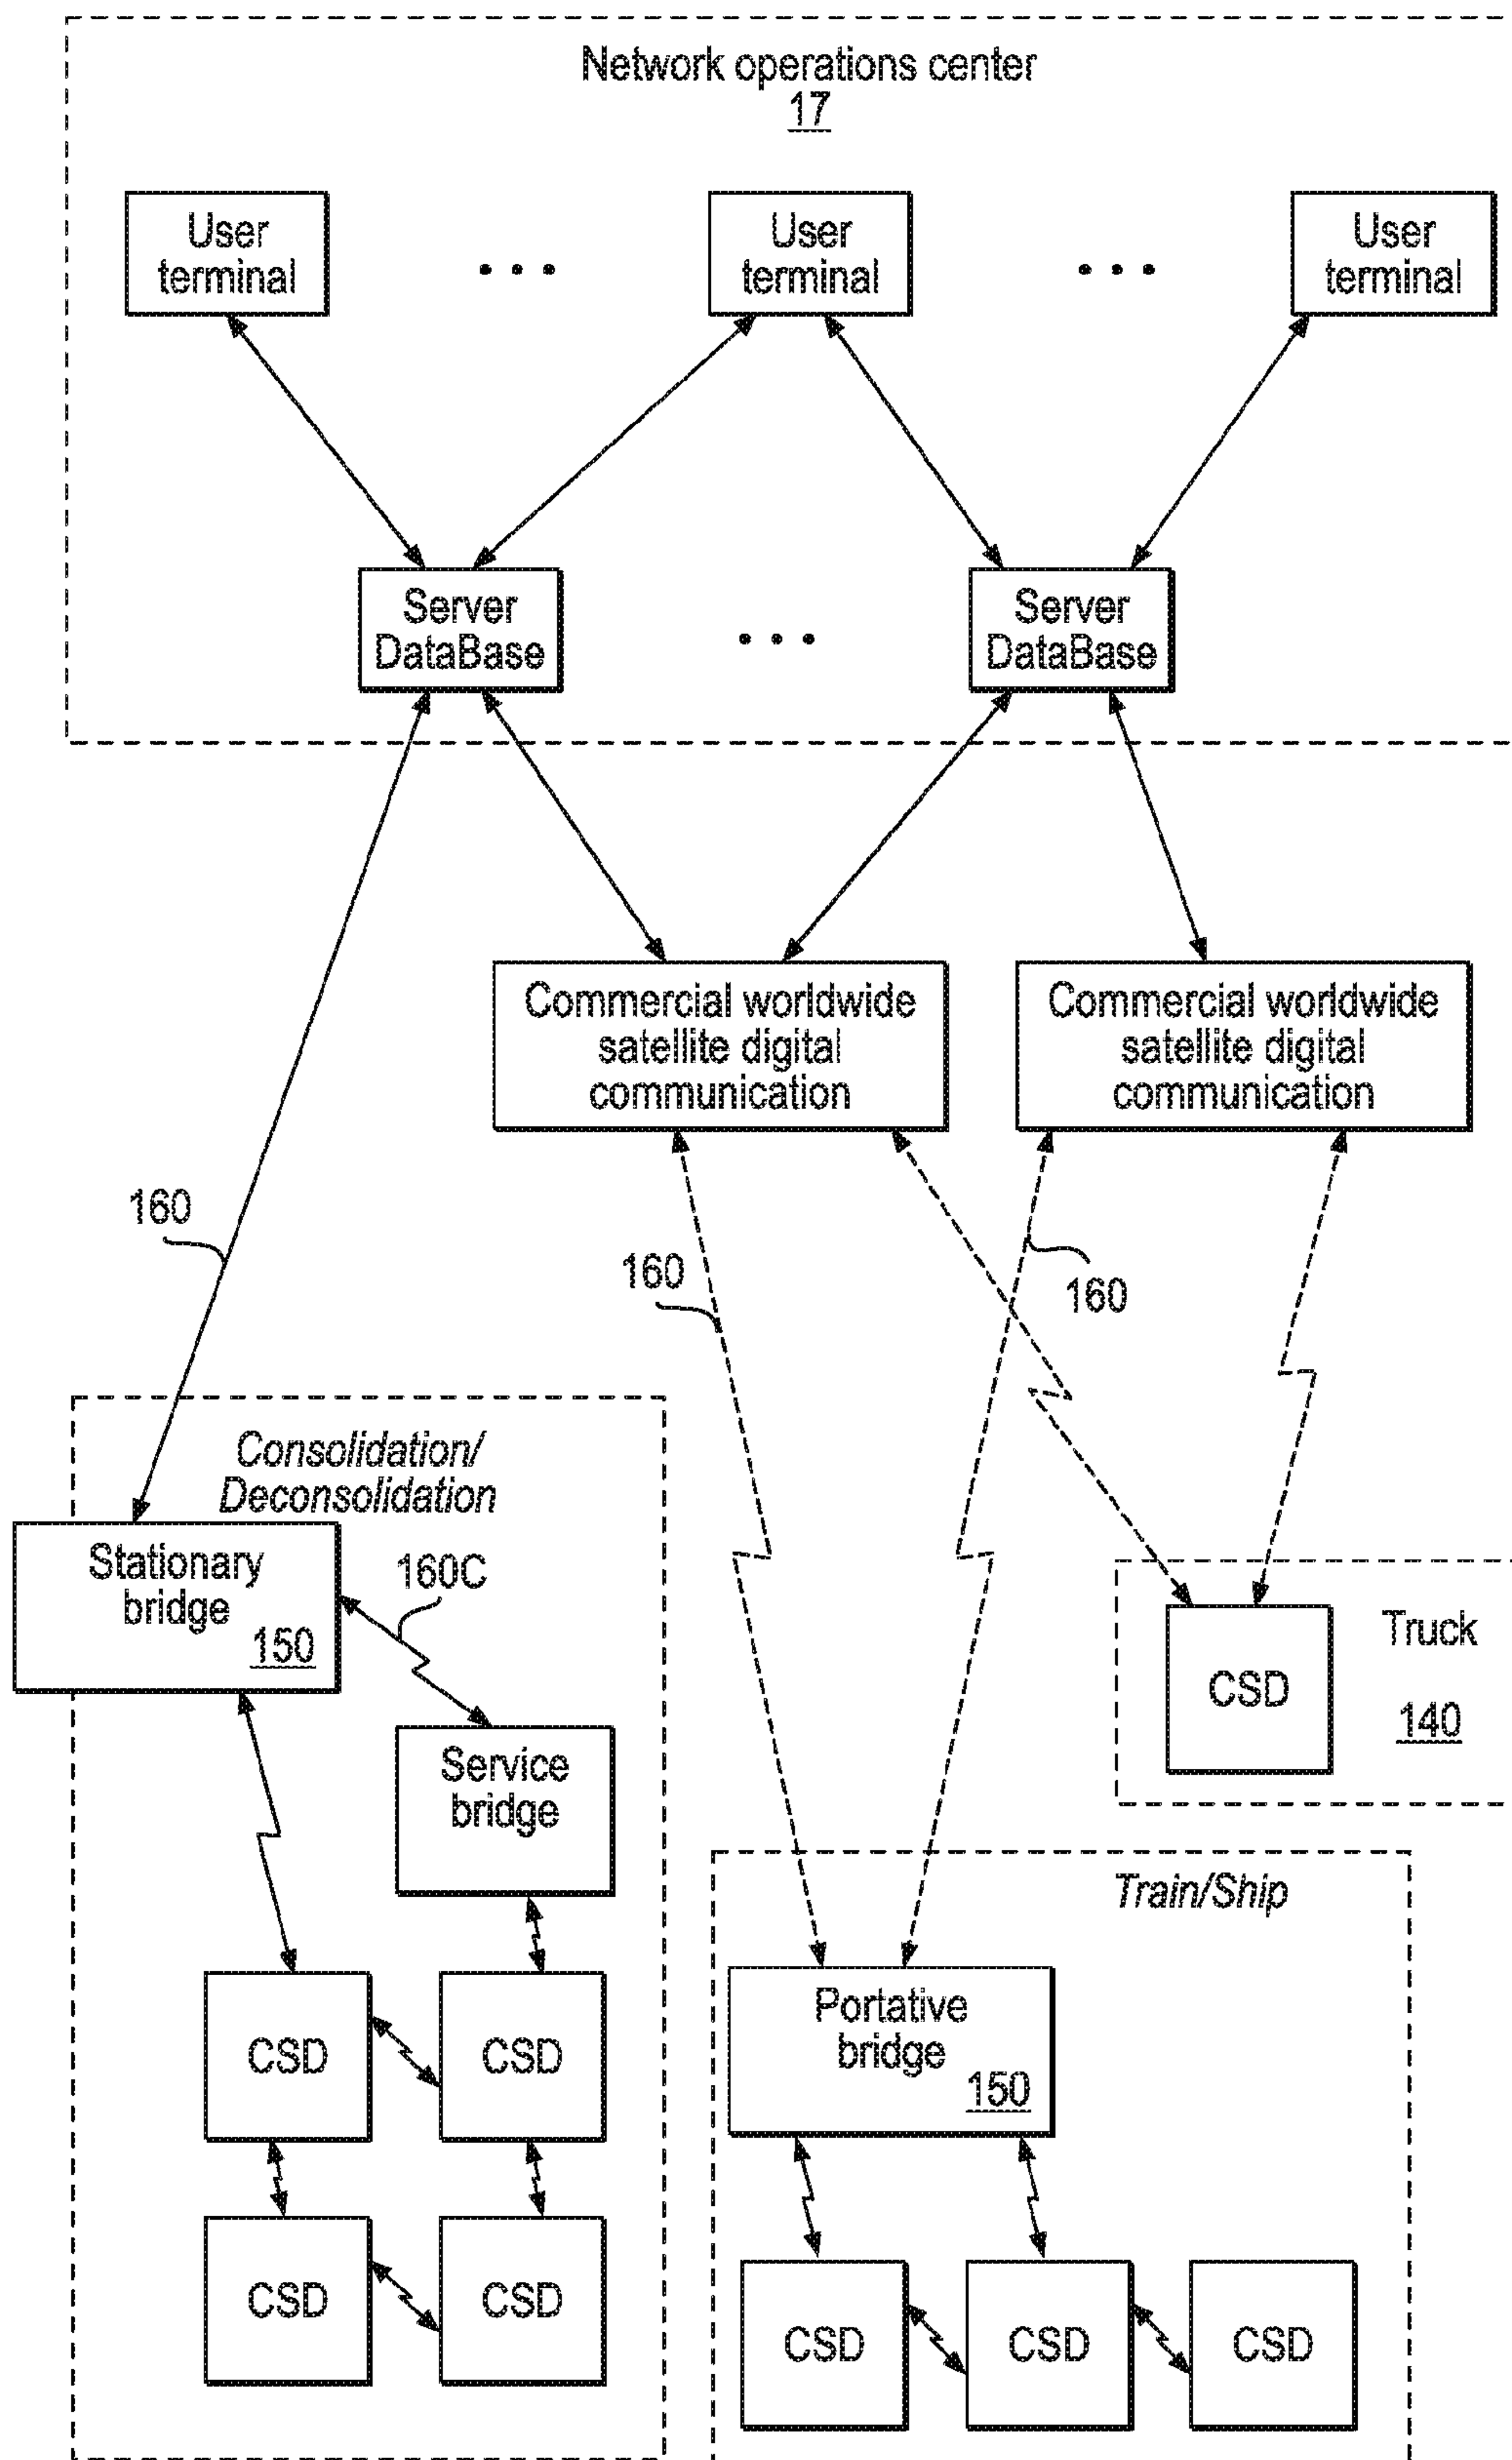 Network operations center
17
User
terminal
User
terminal
User
terminal
Server
DataBase
Server
DataBase
Commercial worldwide
satellite digital
communication
Commercial worldwide
satellite digital
communication
160
160
160
Consolidation/
Deconsolidation
Stationary
bridge
150
160C
Service
bridge
CSD
CSD
CSD
CSD
Truck
140
CSD
Train/Ship
Portative
bridge
150
CSD
CSD
CSD